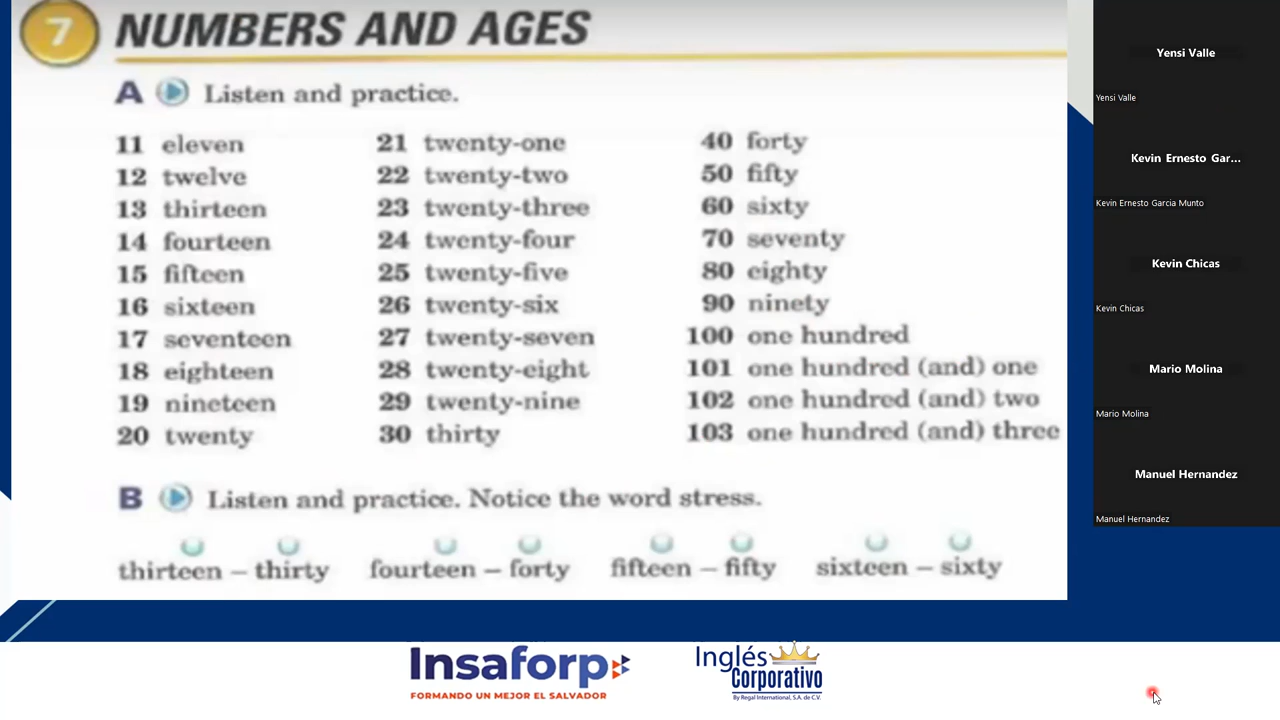 7 NUMBERS AND AGES
A Listen and practice.
11 eleven
12 twelve
13 thirteen
14 fourteen
15 fifteen
16 sixteen
17 seventeen
18 eighteen
19 nineteen
20 twenty
21 twenty-one
22 twenty-two
23 twenty-three
24 twenty-four
25 twenty-five
26 twenty-six
27 twenty-seven
28 twenty-eight
29 twenty-nine
30 thirty
40 forty
50 fifty
60 sixty
70 seventy
80 eighty
90 ninety
100 one hundred
101 one hundred (and) one
102 one hundred (and) two
103 one hundred (and) three
B Listen and practice. Notice the word stress.
thirteen – thirty fourteen – forty fifteen – fifty sixteen – sixty
Insaforp
FORMANDO UN MEJOR EL SALVADOR
Inglés
Corporativo
By Regal International, S.A. de C.V.
Yensi Valle
Yensi Valle
Kevin Ernesto Gar...
Kevin Ernesto Garcia Munto
Kevin Chicas
Kevin Chicas
Mario Molina
Mario Molina
Manuel Hernandez
Manuel Hernandez